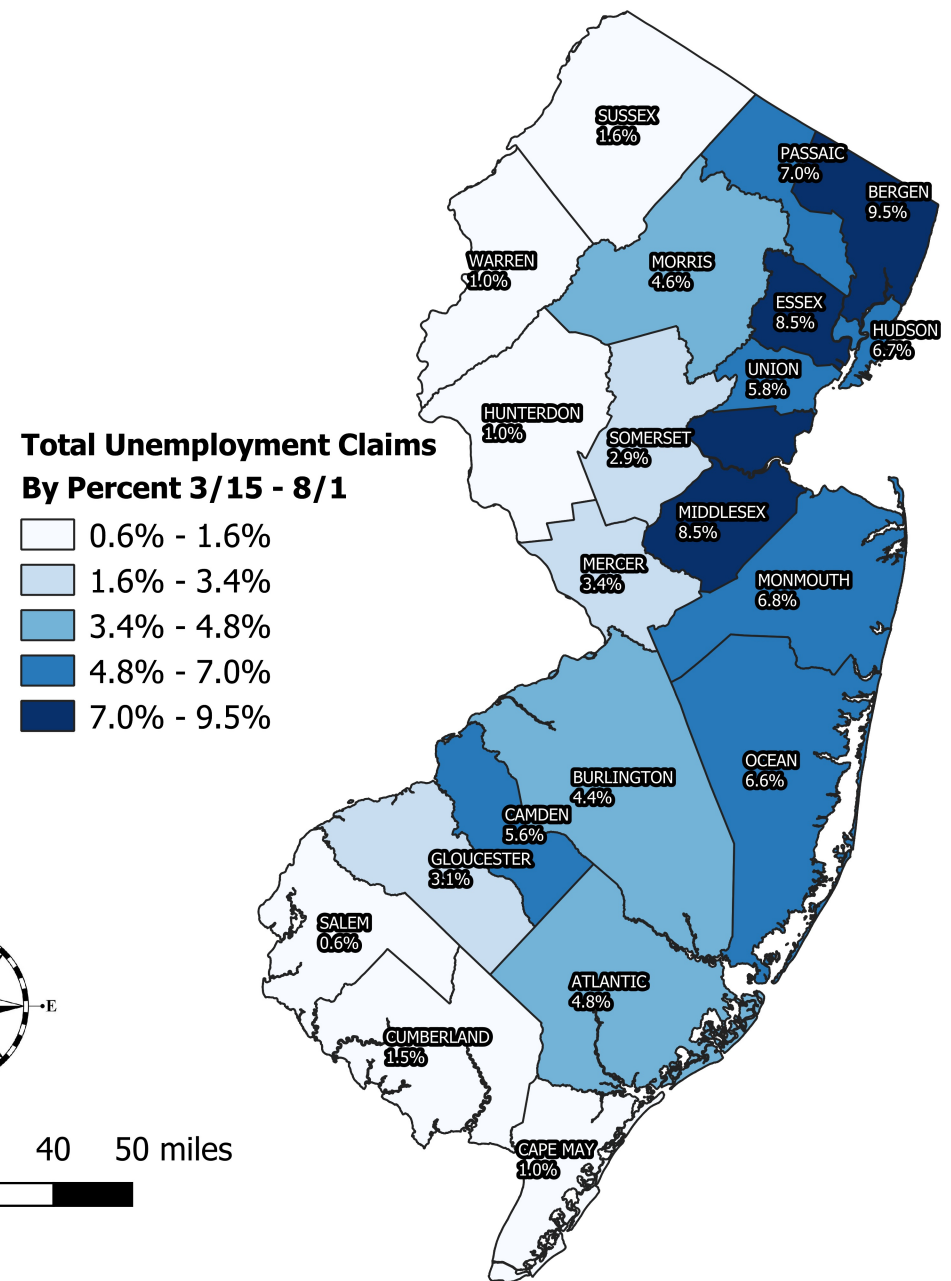 SUSSEX
1.6%
PASSAIC
7.0%
BERGEN
9.5%
WARREN
1.0%
MORRIS
4.6%
ESSEX
8.5%
HUDSON
6.7%
UNION
5.8%
HUNTERDON
1.0%
SOMERSET
2.9%
Total Unemployment Claims
By Percent 3/15 - 8/1
0.6% - 1.6%
1.6% - 3.4%
3.4% - 4.8%
4.8% - 7.0%
7.0% - 9.5%
MIDDLESEX
8.5%
MERCER
3.4%
MONMOUTH
6.8%
OCEAN
6.6%
BURLINGTON
4.4%
CAMDEN
5.6%
GLOUCESTER
3.1%
SALEM
0.6%
ATLANTIC
4.8%
E
CUMBERLAND
1.5%
CAPE MAY
1.0%
40 50 miles